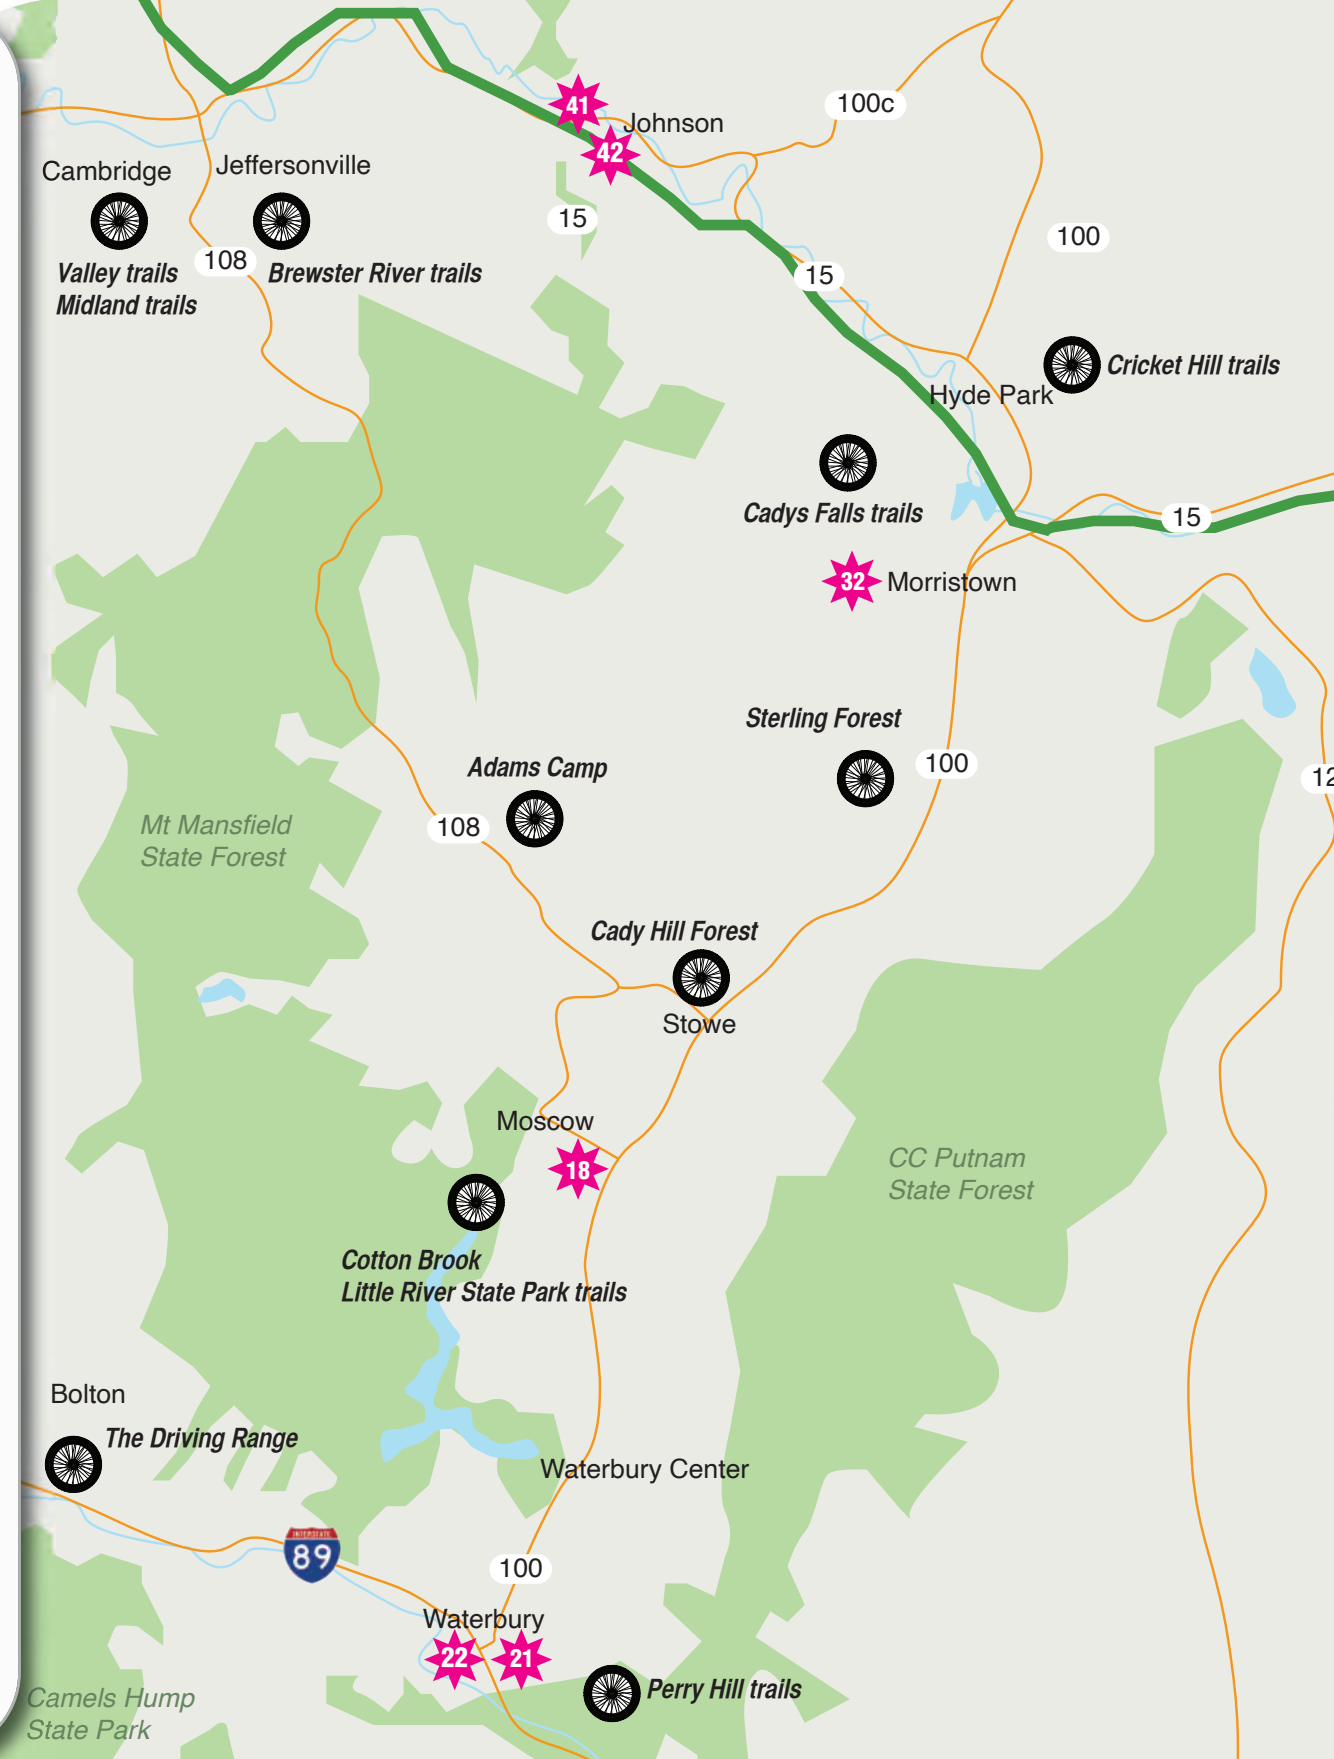 41
Johnson
42
100c
Cambridge
Jeffersonville
15
108
100
Valley trails
Midland trails
Brewster River trails
15
Cricket Hill trails
Hyde Park
Cadys Falls trails
15
32
Morristown
Sterling Forest
100
12
Adams Camp
108
Mt Mansfield
State Forest
Cady Hill Forest
Stowe
Moscow
18
CC Putnam
State Forest
Cotton Brook
Little River State Park trails
Bolton
The Driving Range
Waterbury Center
INTERSTATE
89
100
Waterbury
22
21
Perry Hill trails
Camels Hump
State Park